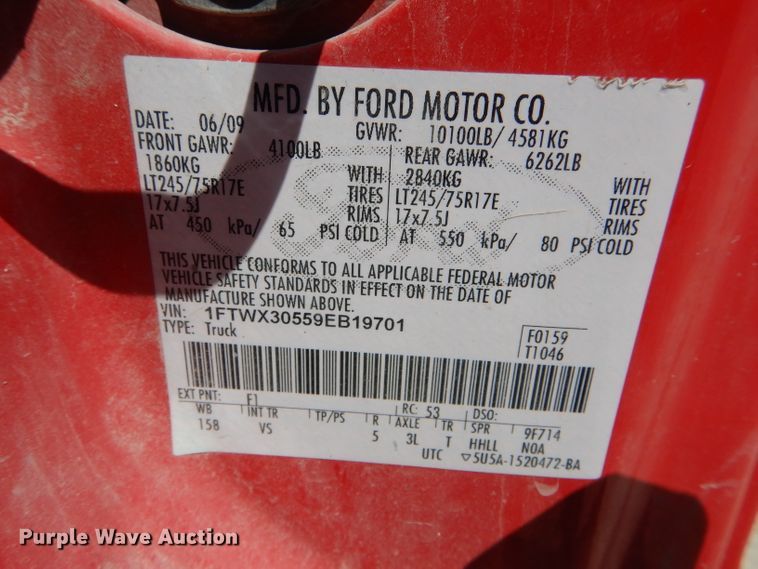 MFD. BY FORD MOTOR CO.
DATE: 06/09 GVWR: 10100LB/ 4581KG
FRONT GAWR: 4100LB REAR GAWR: 6262LB
1860KG WITH 2840KG WITH
LT245/75R17E TIRES LT245/75R17E TIRES
17x7.5J RIMS 17x7.5J RIMS
AT 450 kPa/ 65 PSI COLD AT 550 kPa/ 80 PSI COLD
THIS VEHICLE CONFORMS TO ALL APPLICABLE FEDERAL MOTOR
VEHICLE SAFETY STANDARDS IN EFFECT ON THE DATE OF
MANUFACTURE SHOWN ABOVE.
VIN: 1FTWX30559EB19701
TYPE: Truck
F0159
T1046
EXT PNT: F1 RC: 53 DSO:
WB INT TR TP/PS R AXLE TR SPR 9F714
158 VS 5 3L T HHLL NOA
UTC ▽5U5A-1520472-BA
Purple Wave Auction